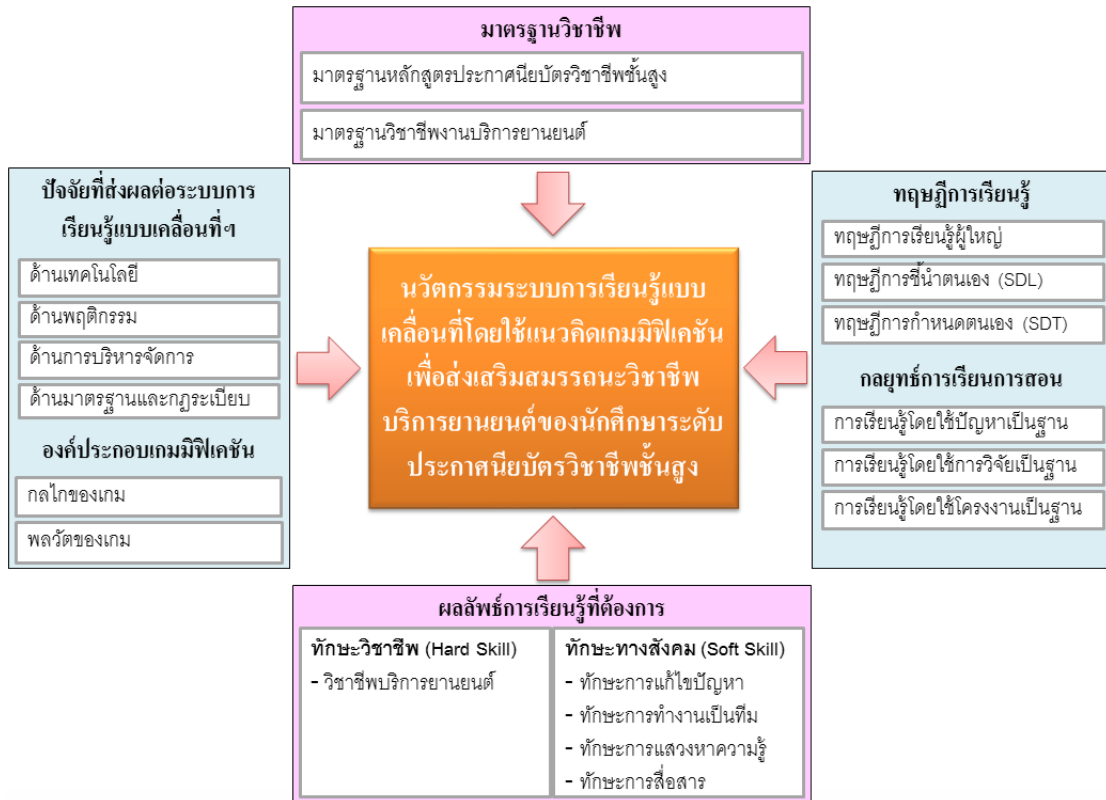 มาตรฐานวิชาชีพ
มาตรฐานหลักสูตรประกาศนียบัตรวิชาชีพชั้นสูง
มาตรฐานวิชาชีพงานบริการยานยนต์
ปัจจัยที่ส่งผลต่อระบบการ
เรียนรู้แบบเคลื่อนที่ฯ
ด้านเทคโนโลยี
ด้านพฤติกรรม
ด้านการบริหารจัดการ
ด้านมาตรฐานและกฎระเบียบ
องค์ประกอบเกมมิฟิเคชัน
กลไกของเกม
พลวัตของเกม
นวัตกรรมระบบการเรียนรู้แบบ
เคลื่อนที่โดยใช้แนวคิดเกมมิฟิเคชัน
เพื่อส่งเสริมสมรรถนะวิชาชีพ
บริการยานยนต์ของนักศึกษาระดับ
ประกาศนียบัตรวิชาชีพชั้นสูง
ทฤษฎีการเรียนรู้
ทฤษฎีการเรียนรู้ผู้ใหญ่
ทฤษฎีการชี้นำตนเอง (SDL)
ทฤษฎีการกำหนดตนเอง (SDT)
กลยุทธ์การเรียนการสอน
การเรียนรู้โดยใช้ปัญหาเป็นฐาน
การเรียนรู้โดยใช้การวิจัยเป็นฐาน
การเรียนรู้โดยใช้โครงงานเป็นฐาน
ผลลัพธ์การเรียนรู้ที่ต้องการ
ทักษะวิชาชีพ (Hard Skill)
- วิชาชีพบริการยานยนต์
ทักษะทางสังคม (Soft Skill)
- ทักษะการแก้ไขปัญหา
- ทักษะการทำงานเป็นทีม
- ทักษะการแสวงหาความรู้
- ทักษะการสื่อสาร